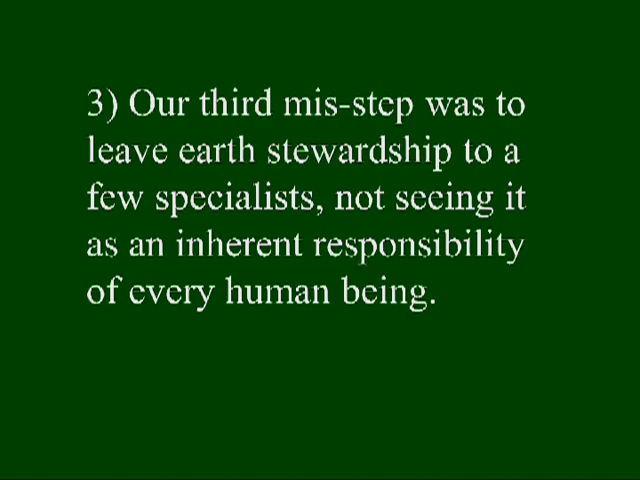 3) Our third mis-step was to
leave earth stewardship to a
few specialists, not seeing it
as an inherent responsibility
of every human being.